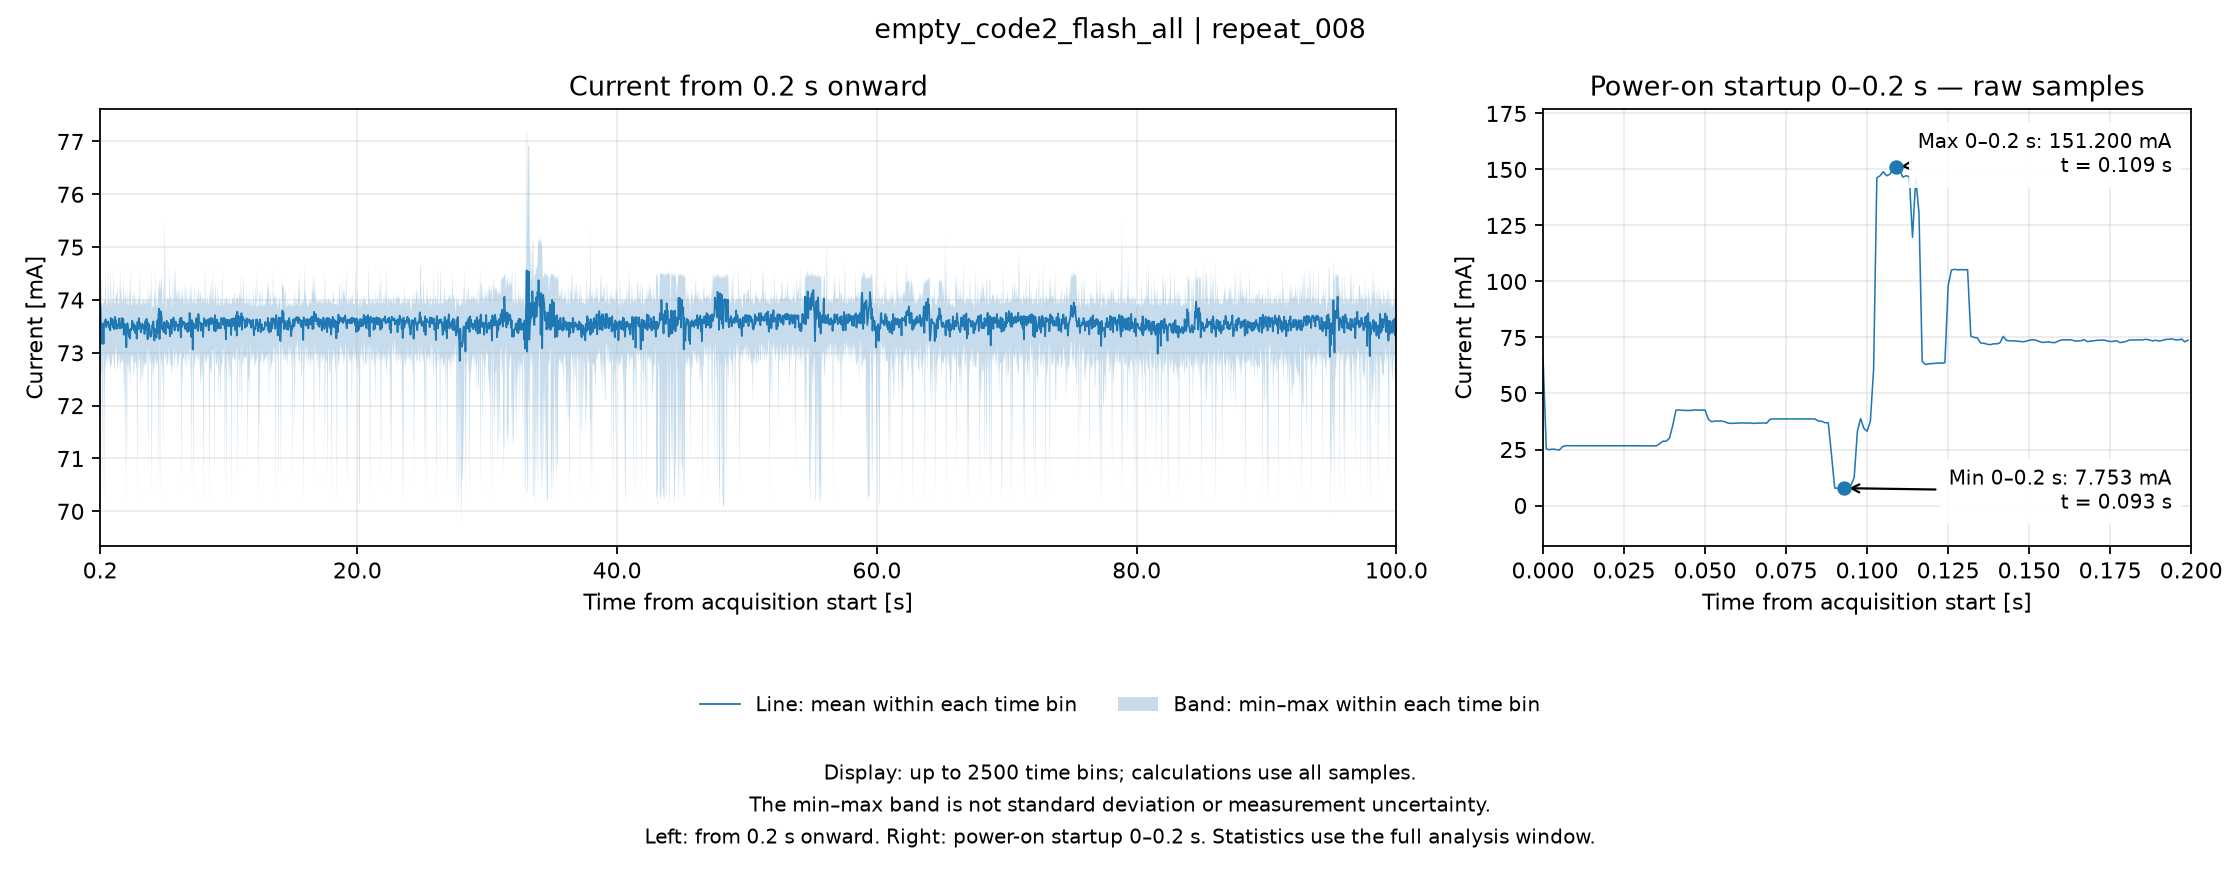 empty_code2_flash_all | repeat_008
Current from 0.2 s onward
77
76
75
74
73
72
71
70
Current [mA]
0.2
20.0
40.0
60.0
80.0
100.0
Time from acquisition start [s]
Power-on startup 0–0.2 s — raw samples
175
150
125
100
75
50
25
0
Current [mA]
Max 0–0.2 s: 151.200 mA
t = 0.109 s
Min 0–0.2 s: 7.753 mA
t = 0.093 s
0.000
0.025
0.050
0.075
0.100
0.125
0.150
0.175
0.200
Time from acquisition start [s]
Line: mean within each time bin
Band: min–max within each time bin
Display: up to 2500 time bins; calculations use all samples.
The min–max band is not standard deviation or measurement uncertainty.
Left: from 0.2 s onward. Right: power-on startup 0–0.2 s. Statistics use the full analysis window.